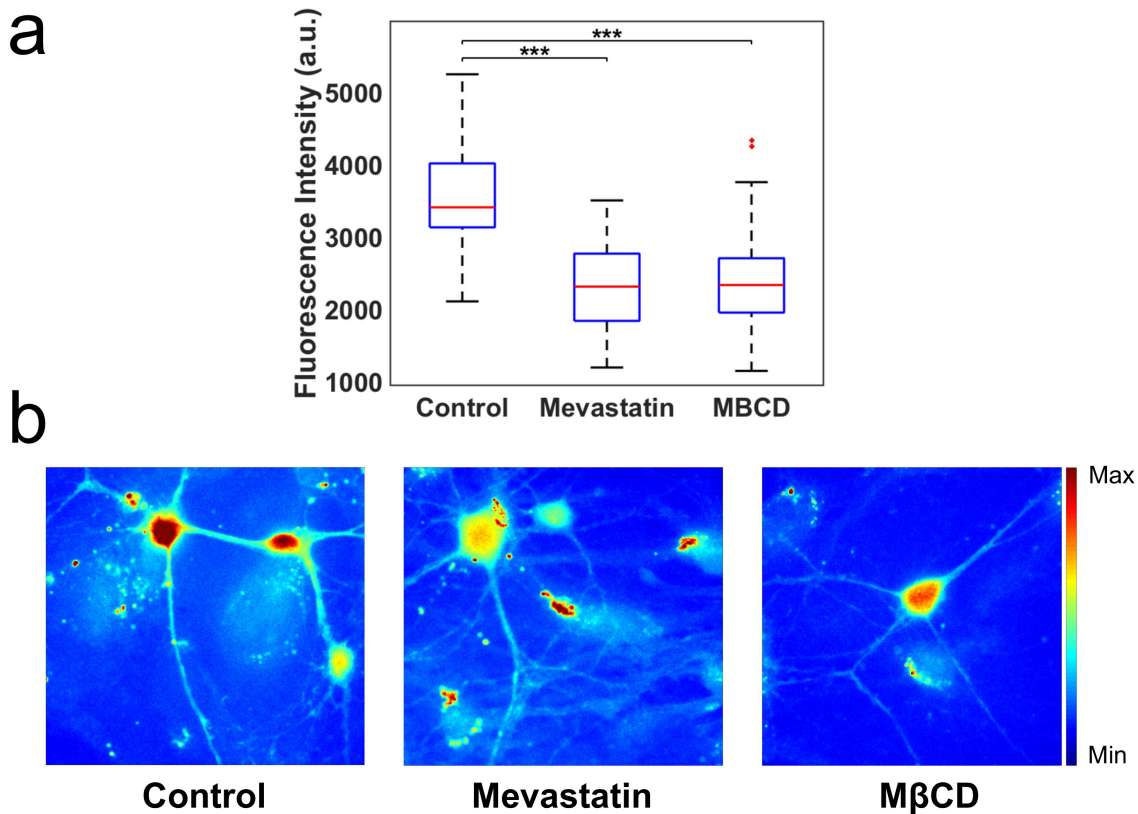 a
Fluorescence Intensity (a.u.)
***
***
5000
4000
3000
2000
1000
Control Mevastatin MBCD
b
Max
Min
Control Mevastatin MβCD